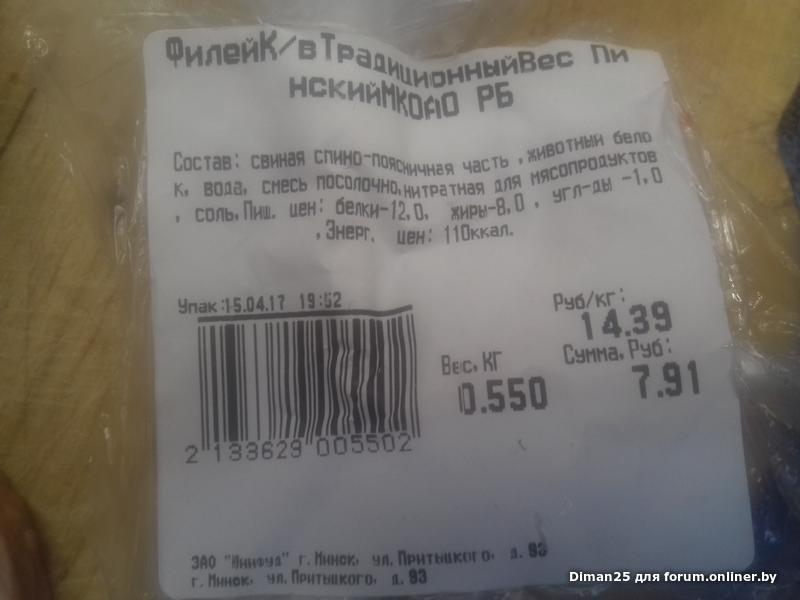 ФилейК/вТрадиционныйВес Пи
нскийМКОАО РБ
Состав: свиная спино-поясничная часть ,животный бело
к, вода, смесь посолочно,нитратная для мясопродуктов
, соль.Пищ. цен: белки-12,0, жиры-8,0 , угл-ды -1,0
,Энерг. цен: 110ккал.
Упак:15.04.17 19:52
Руб/кг:
14.39
Вес,КГ
Сумма,Руб:
0.550
7.91
2 133629 005502
ЗАО "Юнифуд" г.Минск, ул.Притыцкого, д.93
г.Минск, ул.Притыцкого, д.93
Diman25 для forum.onliner.by